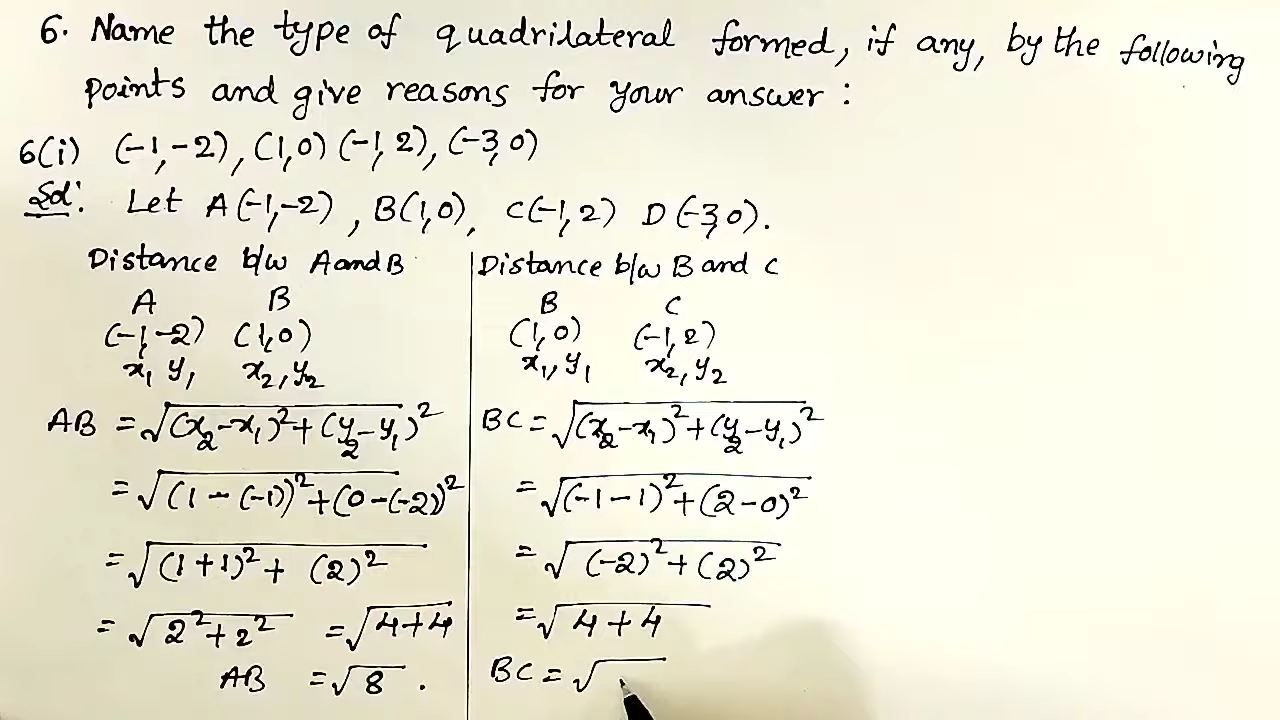 6. Name the type of quadrilateral formed, if any, by the following
points and give reasons for your answer :
6(i) (-1,-2), (1,0) (-1,2), (-3,0)
Sol: Let A(-1,-2), B(1,0), C(-1,2) D(-3,0).
Distance b/w A and B
A B
(-1,-2) (1,0)
x₁ y₁ x₂,y₂
AB = √(x₂-x₁)²+(y₂-y₁)²
= √(1-(-1))²+(0-(-2))²
= √(1+1)²+ (2)²
= √2²+2² = √4+4
AB = √8 .
Distance b/w B and C
B C
(1,0) (-1,2)
x₁,y₁ x₂,y₂
BC = √(x₂-x₁)²+(y₂-y₁)²
= √(-1-1)²+(2-0)²
= √(-2)²+(2)²
= √4+4
BC = √